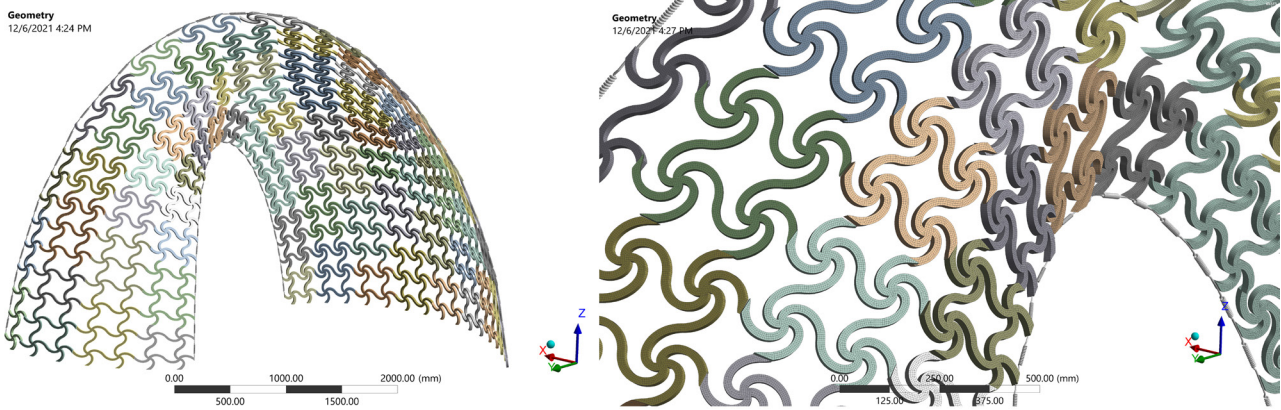 Geometry
12/6/2021 4:24 PM
Z
X
Y
0.00 1000.00 2000.00 (mm)
500.00 1500.00
Geometry
12/6/2021 4:27 PM
Z
X
Y
0.00 250.00 500.00 (mm)
125.00 375.00